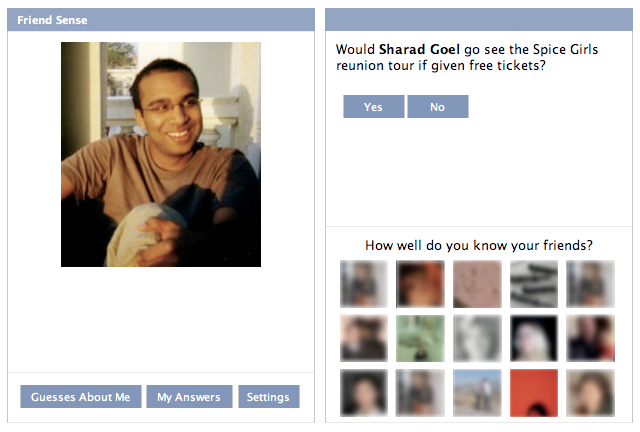 Friend Sense
Would Sharad Goel go see the Spice Girls
reunion tour if given free tickets?
Yes
No
How well do you know your friends?
Guesses About Me
My Answers
Settings